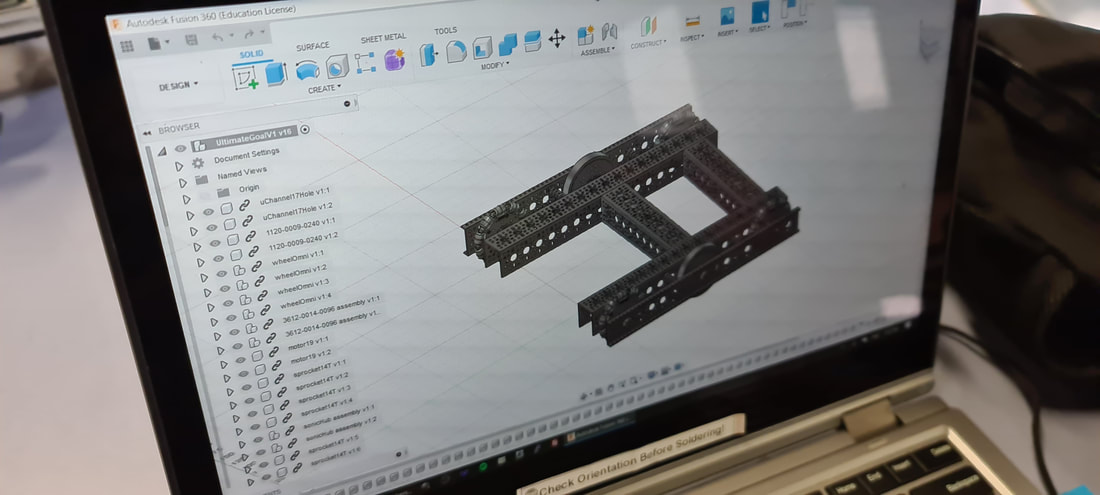 Autodesk Fusion 360 (Education License)
SOLID
SURFACE
SHEET METAL
TOOLS
DESIGN
CREATE
MODIFY
ASSEMBLE
CONSTRUCT
INSPECT
INSERT
SELECT
POSITION
BROWSER
UltimateGoalV1 v16
Document Settings
Named Views
Origin
uChannel17Hole v1:1
uChannel17Hole v1:2
1120-0009-0240 v1:1
1120-0009-0240 v1:2
wheelOmni v1:1
wheelOmni v1:2
wheelOmni v1:3
wheelOmni v1:4
3612-0014-0096 assembly v1:1
3612-0014-0096 assembly v1...
motor19 v1:1
motor19 v1:2
sprocket14T v1:1
sprocket14T v1:2
sprocket14T v1:3
sprocket14T v1:4
sonicHub assembly v1:1
sonicHub assembly v1:2
sprocket14T v1:5
sprocket14T v1:6
Check Orientation Before Soldering!
Home
End